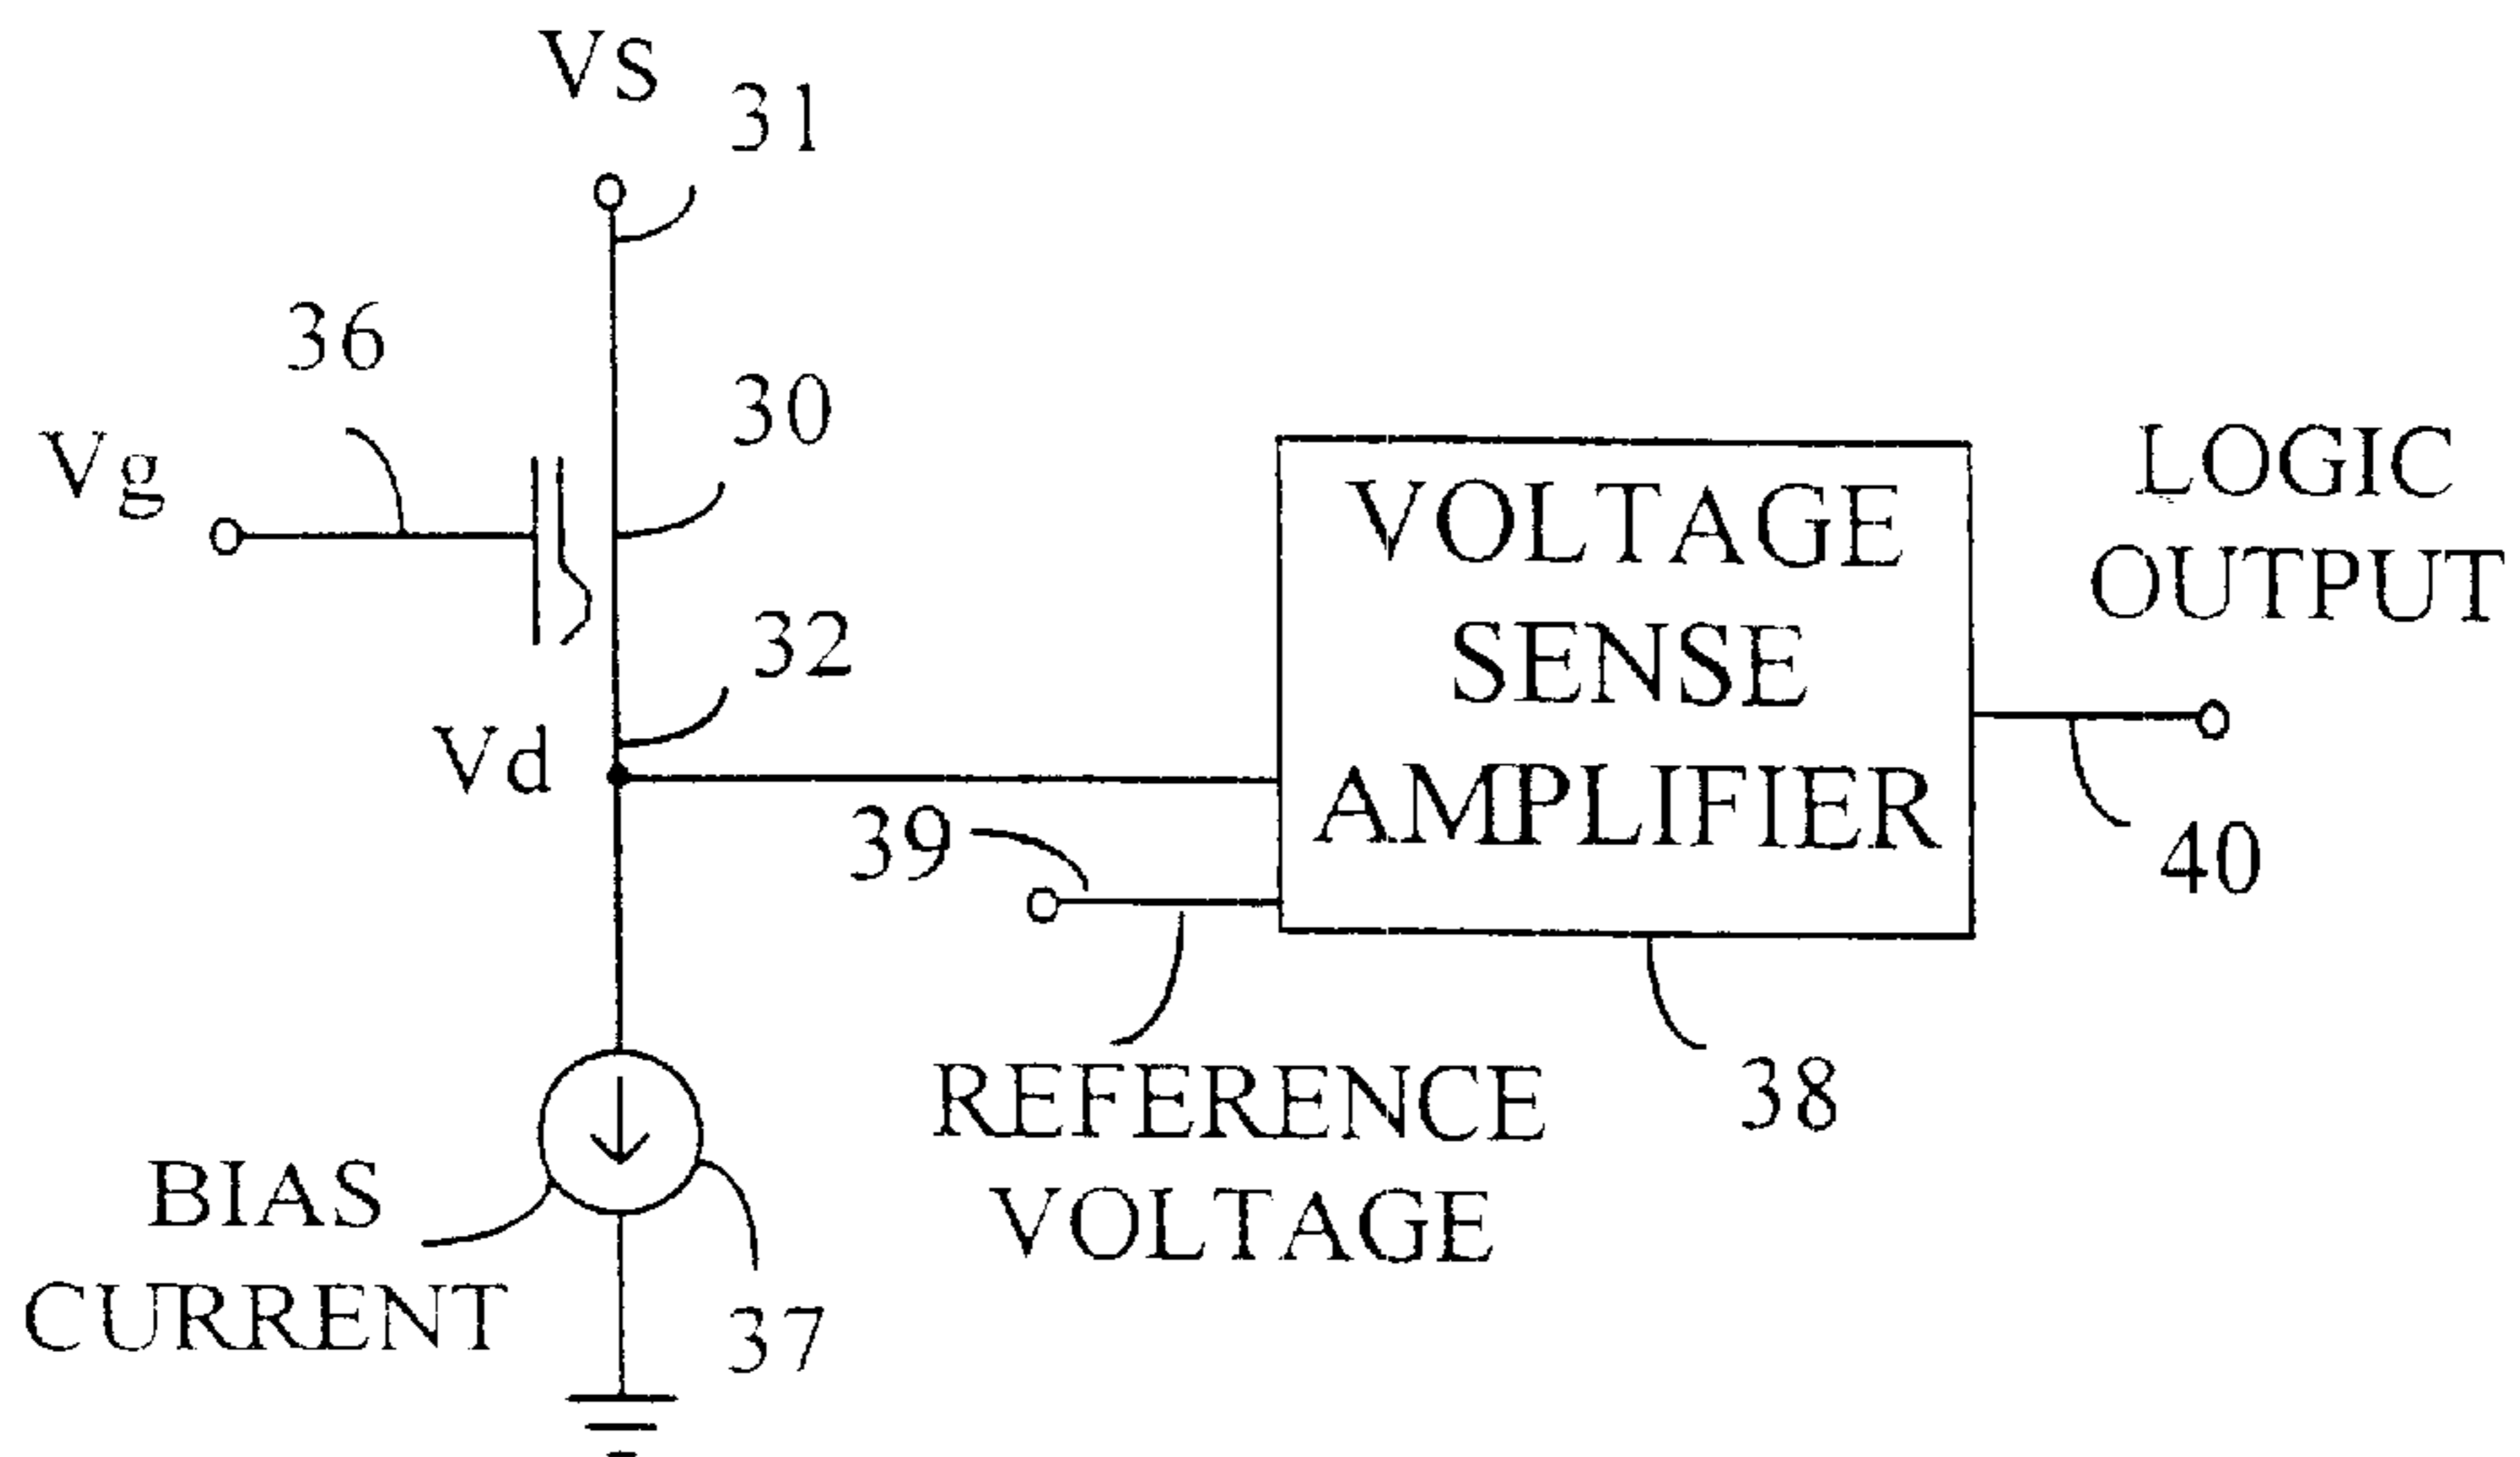 VS
31
36
30
Vg
LOGIC
OUTPUT
VOLTAGE
SENSE
AMPLIFIER
32
Vd
39
40
REFERENCE
VOLTAGE
38
BIAS
CURRENT
37